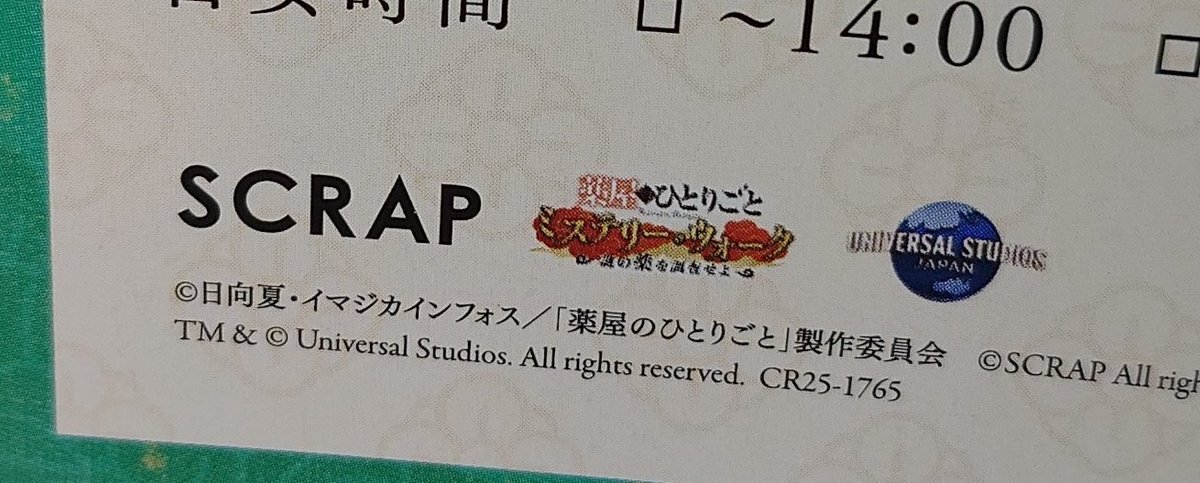 時間 □~14:00 □
SCRAP
薬屋のひとりごと
ミステリー・ウォーク
UNIVERSAL STUDIOS
JAPAN
©日向夏・イマジカインフォス／「薬屋のひとりごと」製作委員会 ©SCRAP All
TM & © Universal Studios. All rights reserved. CR25-1765